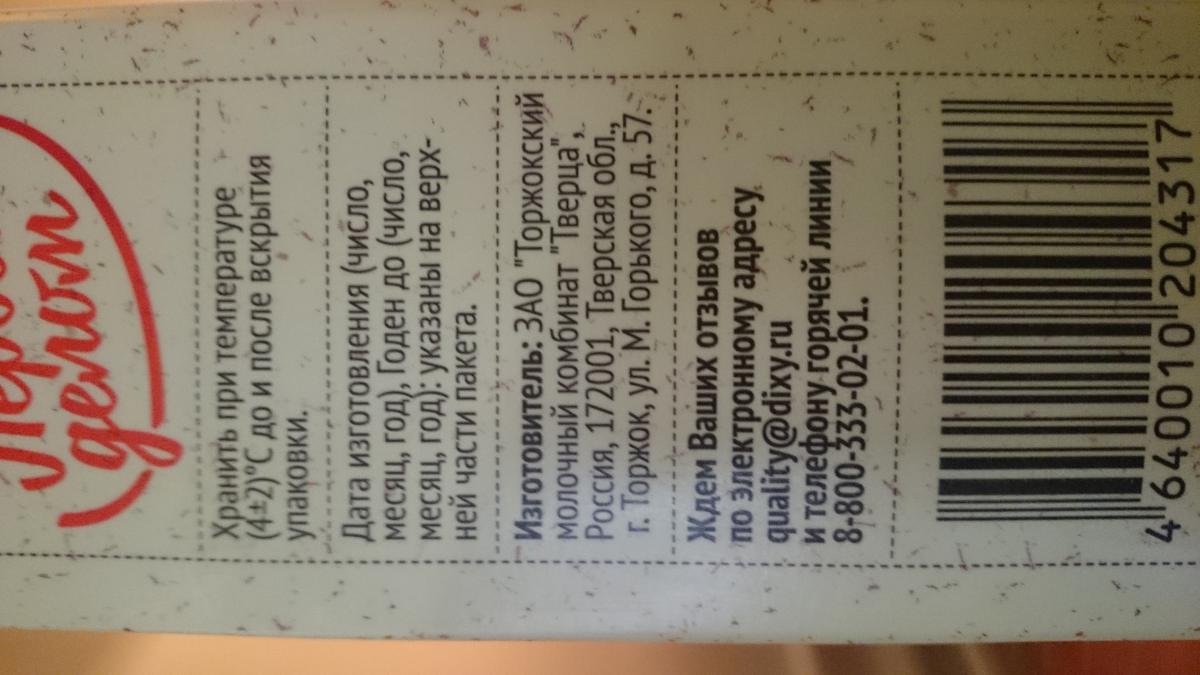 делом
Хранить при температуре
(4±2)°С до и после вскрытия
упаковки.
Дата изготовления (число,
месяц, год), Годен до (число,
месяц, год): указаны на верх-
ней части пакета.
Изготовитель: ЗАО "Торжокский
молочный комбинат "Тверца",
Россия, 172001, Тверская обл.,
г. Торжок, ул. М. Горького, д. 57.
Ждем Ваших отзывов
по электронному адресу
quality@dixy.ru
и телефону горячей линии
8-800-333-02-01.
4 640010 204317